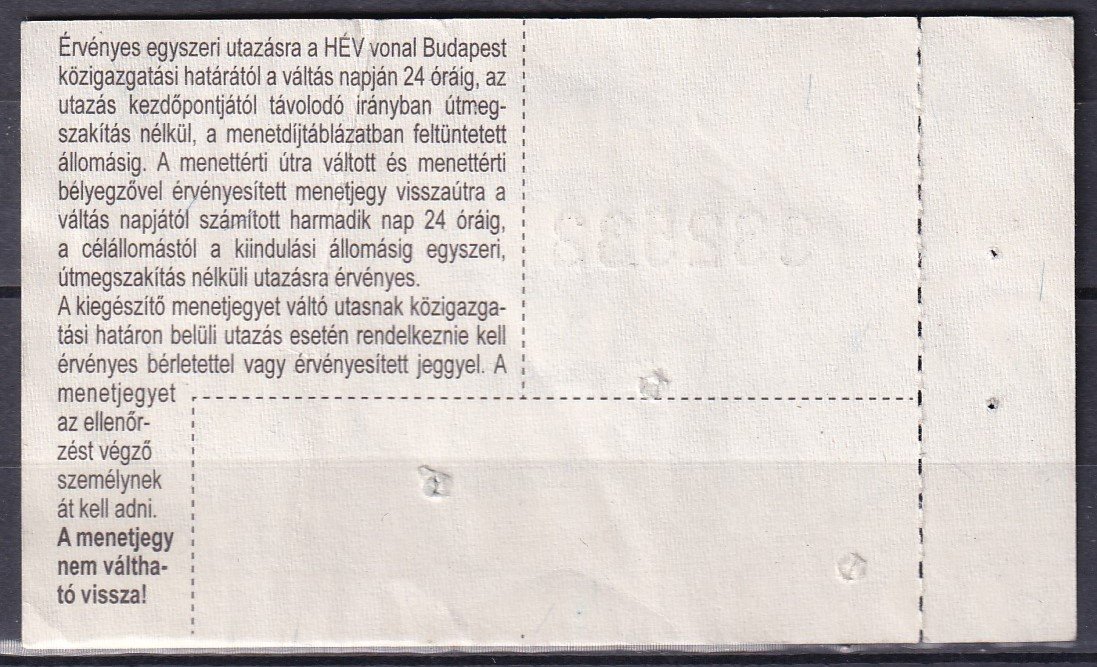 Érvényes egyszeri utazásra a HÉV vonal Budapest
közigazgatási határától a váltás napján 24 óráig, az
utazás kezdőpontjától távolodó irányban útmeg-
szakítás nélkül, a menetdíjtáblázatban feltüntetett
állomásig. A menettérti útra váltott és menettérti
bélyegzővel érvényesített menetjegy visszaútra a
váltás napjától számított harmadik nap 24 óráig,
a célállomástól a kiindulási állomásig egyszeri,
útmegszakítás nélküli utazásra érvényes.
A kiegészítő menetjegyet váltó utasnak közigazga-
tási határon belüli utazás esetén rendelkeznie kell
érvényes bérletettel vagy érvényesített jeggyel. A
menetjegyet
az ellenőr-
zést végző
személynek
át kell adni.
A menetjegy
nem váltha-
tó vissza!